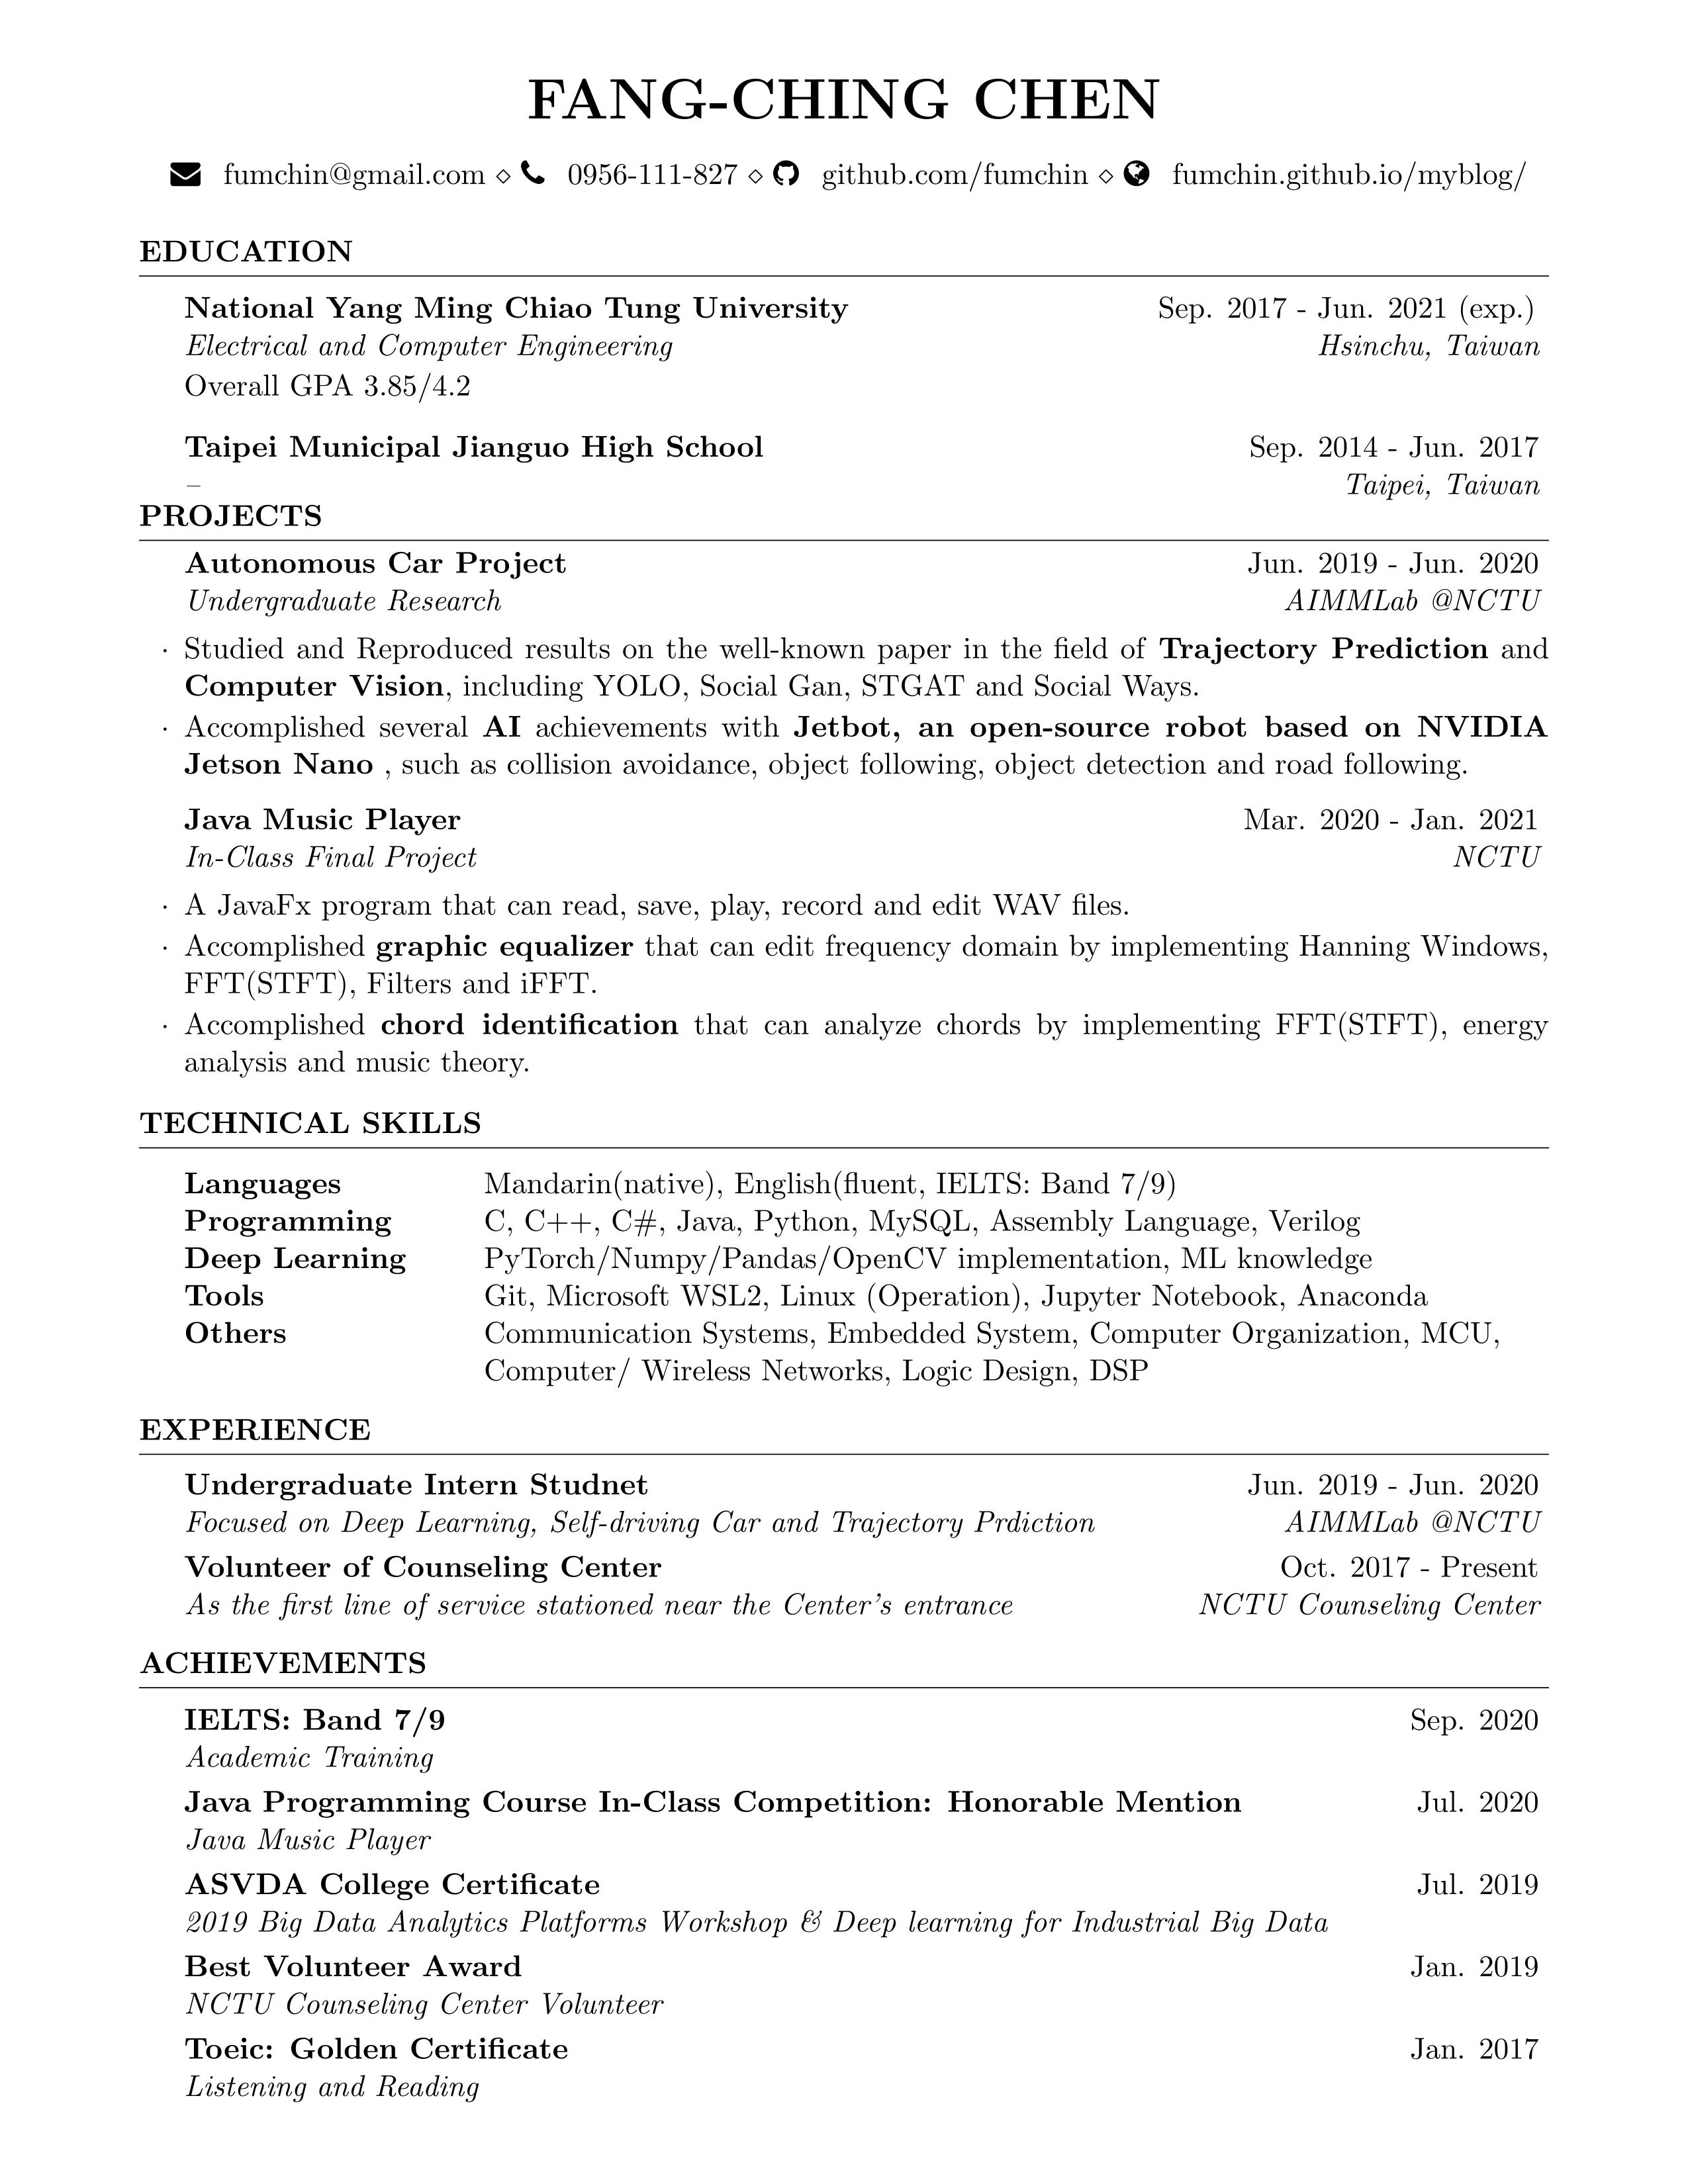 FANG-CHING CHEN
fumchin@gmail.com ⋄ 0956-111-827 ⋄ github.com/fumchin ⋄ fumchin.github.io/myblog/
EDUCATION
National Yang Ming Chiao Tung University Sep. 2017 - Jun. 2021 (exp.)
Electrical and Computer Engineering Hsinchu, Taiwan
Overall GPA 3.85/4.2
Taipei Municipal Jianguo High School Sep. 2014 - Jun. 2017
– Taipei, Taiwan
PROJECTS
Autonomous Car Project Jun. 2019 - Jun. 2020
Undergraduate Research AIMMLab @NCTU
· Studied and Reproduced results on the well-known paper in the field of Trajectory Prediction and
Computer Vision, including YOLO, Social Gan, STGAT and Social Ways.
· Accomplished several AI achievements with Jetbot, an open-source robot based on NVIDIA
Jetson Nano , such as collision avoidance, object following, object detection and road following.
Java Music Player Mar. 2020 - Jan. 2021
In-Class Final Project NCTU
· A JavaFx program that can read, save, play, record and edit WAV files.
· Accomplished graphic equalizer that can edit frequency domain by implementing Hanning Windows,
FFT(STFT), Filters and iFFT.
· Accomplished chord identification that can analyze chords by implementing FFT(STFT), energy
analysis and music theory.
TECHNICAL SKILLS
Languages Mandarin(native), English(fluent, IELTS: Band 7/9)
Programming C, C++, C#, Java, Python, MySQL, Assembly Language, Verilog
Deep Learning PyTorch/Numpy/Pandas/OpenCV implementation, ML knowledge
Tools Git, Microsoft WSL2, Linux (Operation), Jupyter Notebook, Anaconda
Others Communication Systems, Embedded System, Computer Organization, MCU,
Computer/ Wireless Networks, Logic Design, DSP
EXPERIENCE
Undergraduate Intern Studnet Jun. 2019 - Jun. 2020
Focused on Deep Learning, Self-driving Car and Trajectory Prdiction AIMMLab @NCTU
Volunteer of Counseling Center Oct. 2017 - Present
As the first line of service stationed near the Center's entrance NCTU Counseling Center
ACHIEVEMENTS
IELTS: Band 7/9 Sep. 2020
Academic Training
Java Programming Course In-Class Competition: Honorable Mention Jul. 2020
Java Music Player
ASVDA College Certificate Jul. 2019
2019 Big Data Analytics Platforms Workshop & Deep learning for Industrial Big Data
Best Volunteer Award Jan. 2019
NCTU Counseling Center Volunteer
Toeic: Golden Certificate Jan. 2017
Listening and Reading